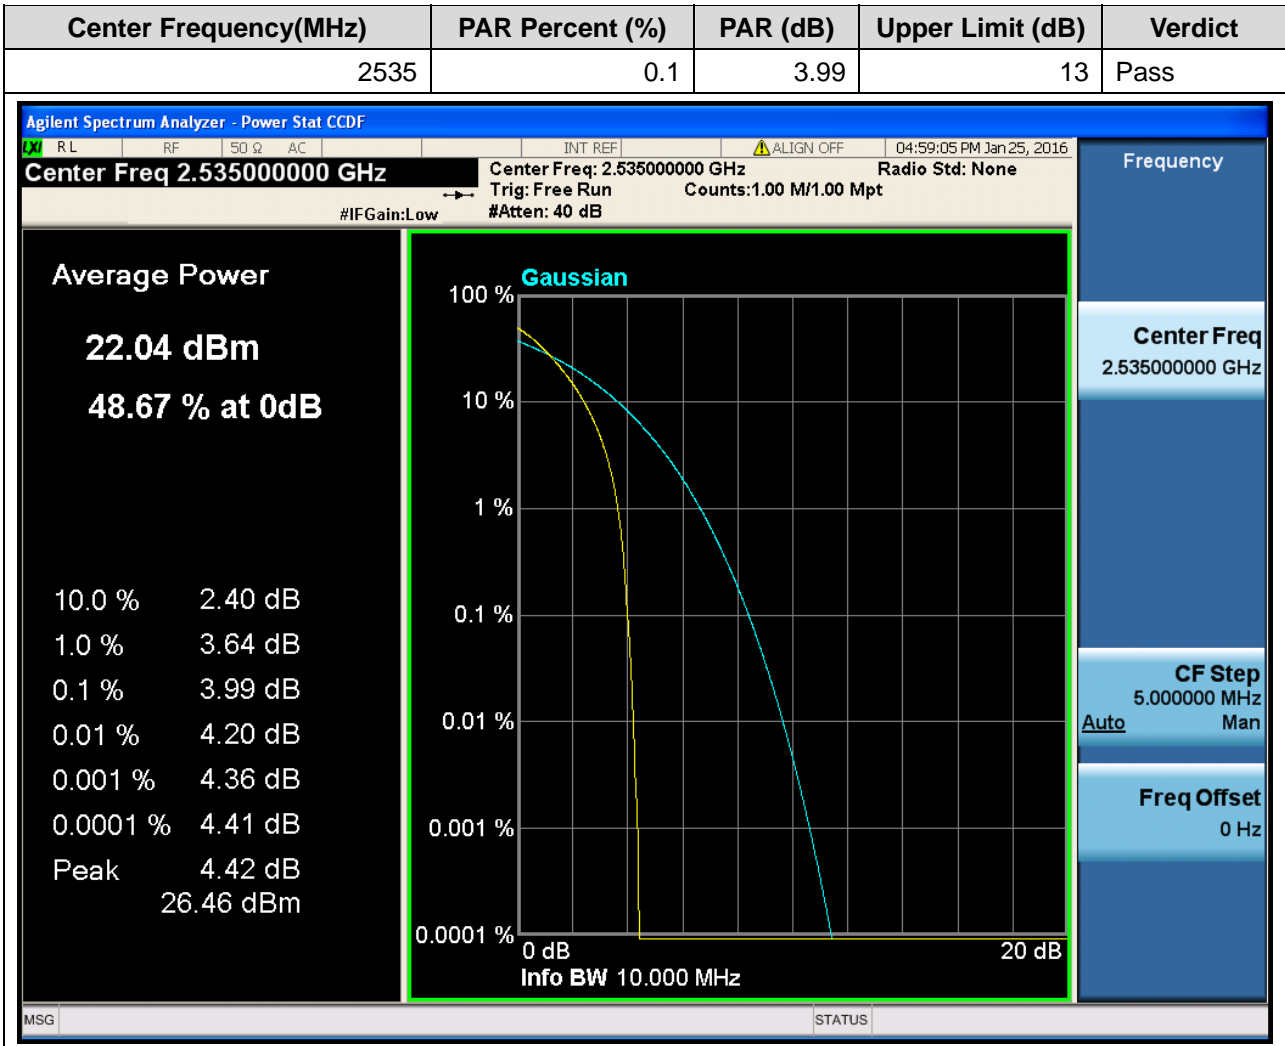 Center Frequency(MHz) PAR Percent (%) PAR (dB) Upper Limit (dB) Verdict
2535 0.1 3.99 13 Pass
Agilent Spectrum Analyzer - Power Stat CCDF
LXI RL RF 50 Ω AC INT REF ALIGN OFF 04:59:05 PM Jan 25, 2016
Center Freq 2.535000000 GHz
#IFGain:Low
Center Freq: 2.535000000 GHz Radio Std: None
Trig: Free Run Counts:1.00 M/1.00 Mpt
#Atten: 40 dB
Average Power
22.04 dBm
48.67 % at 0dB
10.0 % 2.40 dB
1.0 % 3.64 dB
0.1 % 3.99 dB
0.01 % 4.20 dB
0.001 % 4.36 dB
0.0001 % 4.41 dB
Peak 4.42 dB
26.46 dBm
Gaussian
100 %
10 %
1 %
0.1 %
0.01 %
0.001 %
0.0001 %
0 dB 20 dB
Info BW 10.000 MHz
Frequency
Center Freq
2.535000000 GHz
CF Step
5.000000 MHz
Auto Man
Freq Offset
0 Hz
MSG STATUS